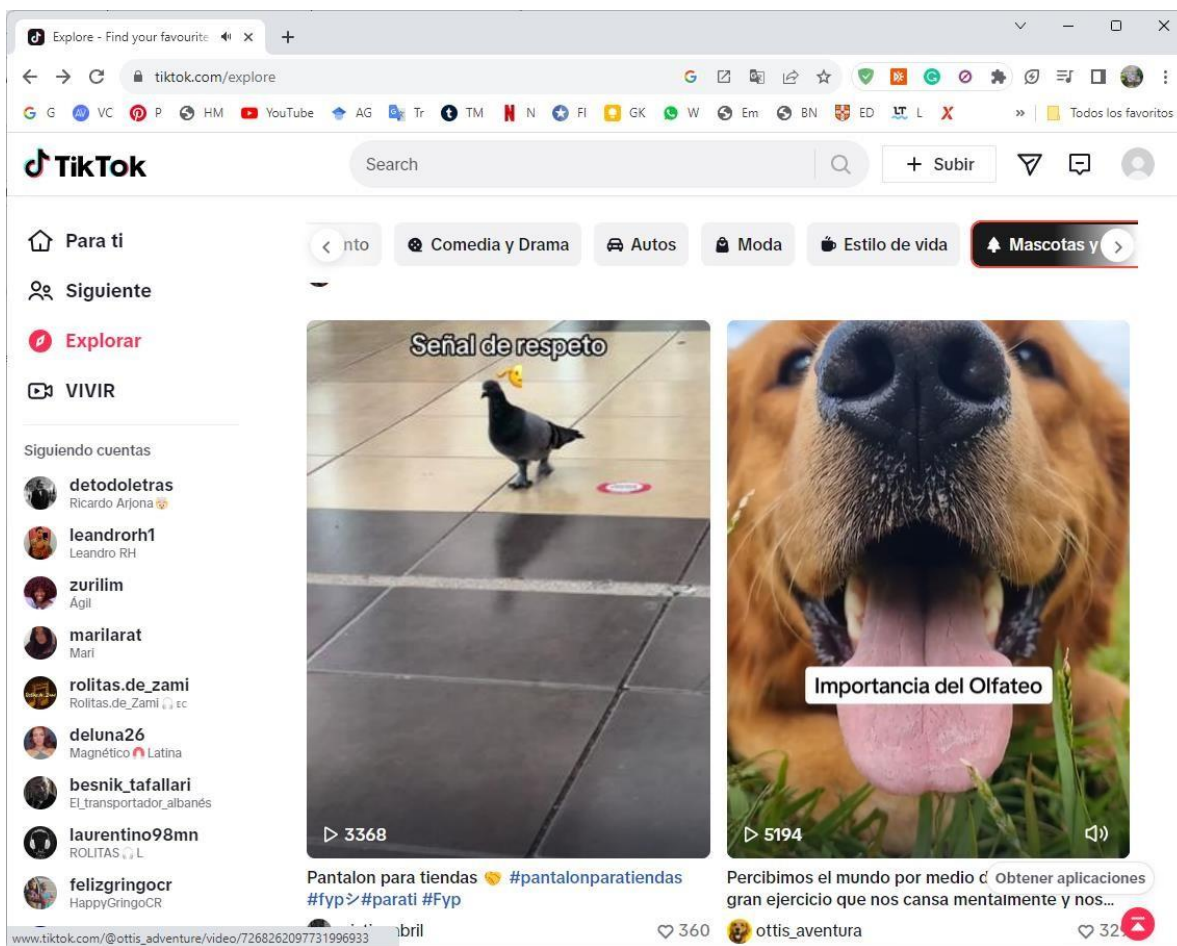 Explore - Find your favourite
tiktok.com/explore
G VC P HM YouTube AG Tr TM N FI GK W Em BN ED L » Todos los favoritos
TikTok
Search
+ Subir
Para ti
Siguiente
Explorar
VIVIR
Siguiendo cuentas
detodoletras
Ricardo Arjona
leandrorh1
Leandro RH
zurilim
Ágil
marilarat
Mari
rolitas.de_zami
Rolitas.de_Zami EC
deluna26
Magnético Latina
besnik_tafallari
El_transportador_albanés
laurentino98mn
ROLITAS L
felizgringocr
HappyGringoCR
www.tiktok.com/@ottis_adventure/video/7268262097731996933
nto Comedia y Drama Autos Moda Estilo de vida Mascotas y
Señal de respeto
3368
Pantalon para tiendas 🤝 #pantalonparatiendas
#fypシ#parati #Fyp
bril 360
Importancia del Olfateo
5194
Percibimos el mundo por medio d
gran ejercicio que nos cansa mentalmente y nos...
ottis_aventura
Obtener aplicaciones